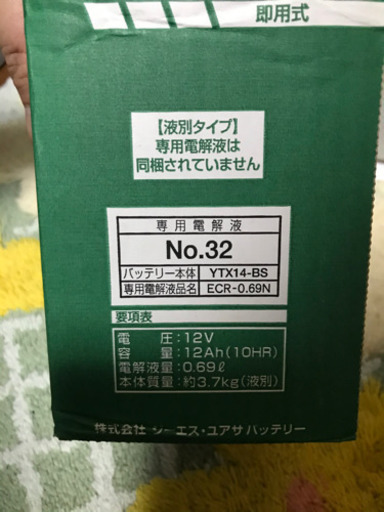 即用式
【液別タイプ】
専用電解液は
同梱されていません
専用電解液
No.32
バッテリー本体 YTX14-BS
専用電解液品名 ECR-0.69N
要項表
電圧:12V
容量:12Ah(10HR)
電解液量:0.69ℓ
本体質量:約3.7kg(液別)
株式会社 ジーエス・ユアサ バッテリー